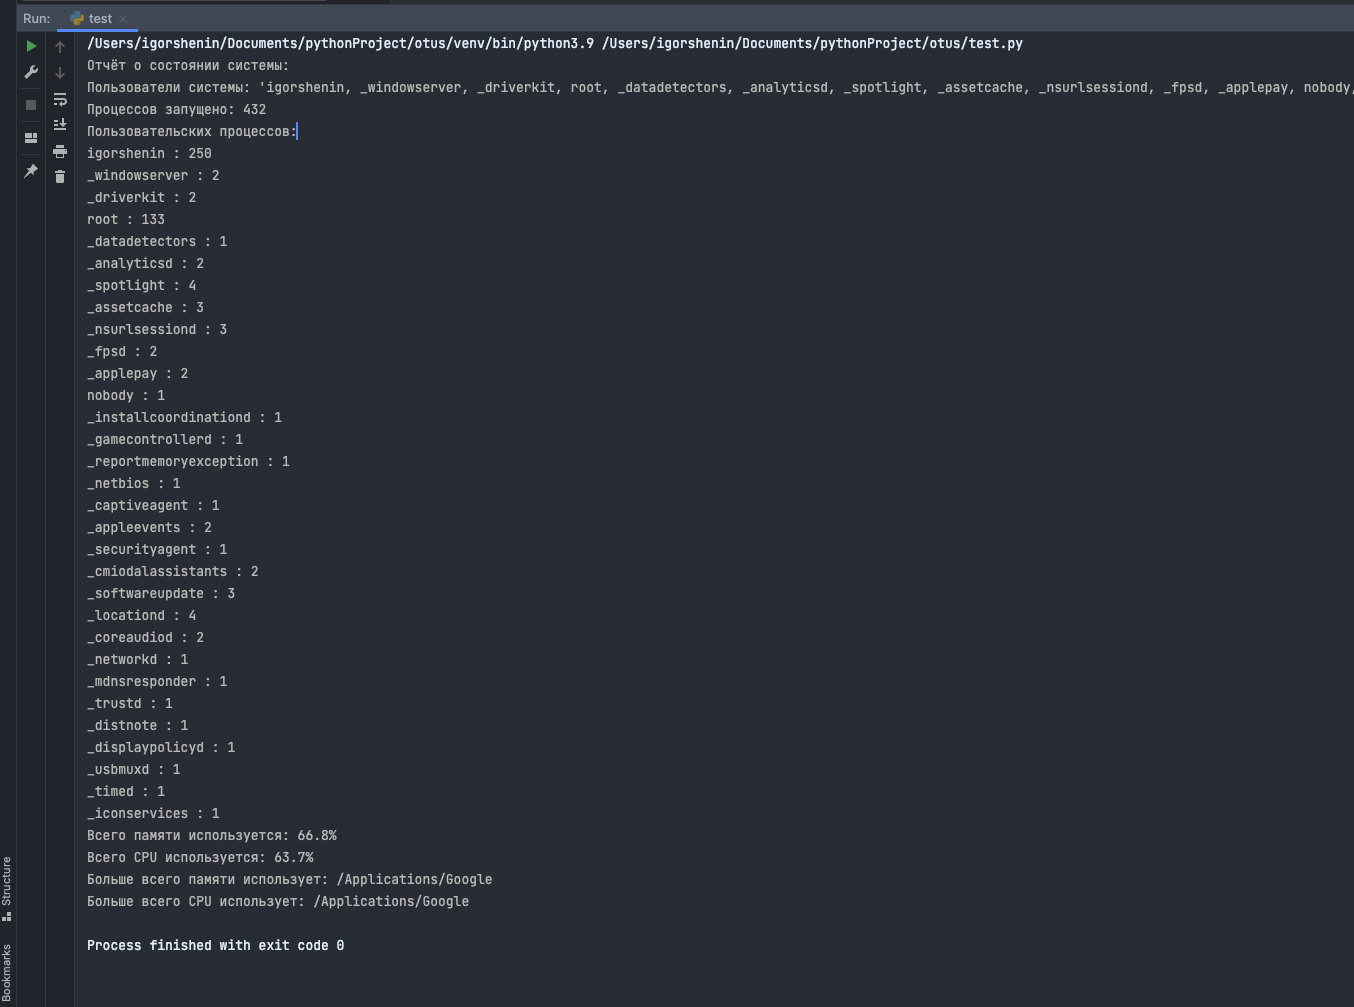 Run: test
/Users/igorshenin/Documents/pythonProject/otus/venv/bin/python3.9 /Users/igorshenin/Documents/pythonProject/otus/test.py
Отчёт о состоянии системы:
Пользователи системы: 'igorshenin, _windowserver, _driverkit, root, _datadetectors, _analyticsd, _spotlight, _assetcache, _nsurlsessiond, _fpsd, _applepay, nobody,
Процессов запущено: 432
Пользовательских процессов:
igorshenin : 250
_windowserver : 2
_driverkit : 2
root : 133
_datadetectors : 1
_analyticsd : 2
_spotlight : 4
_assetcache : 3
_nsurlsessiond : 3
_fpsd : 2
_applepay : 2
nobody : 1
_installcoordinationd : 1
_gamecontrollerd : 1
_reportmemoryexception : 1
_netbios : 1
_captiveagent : 1
_appleevents : 2
_securityagent : 1
_cmiodalassistants : 2
_softwareupdate : 3
_locationd : 4
_coreaudiod : 2
_networkd : 1
_mdnsresponder : 1
_trustd : 1
_distnote : 1
_displaypolicyd : 1
_usbmuxd : 1
_timed : 1
_iconservices : 1
Всего памяти используется: 66.8%
Всего CPU используется: 63.7%
Больше всего памяти использует: /Applications/Google
Больше всего CPU использует: /Applications/Google
Process finished with exit code 0
Structure
Bookmarks